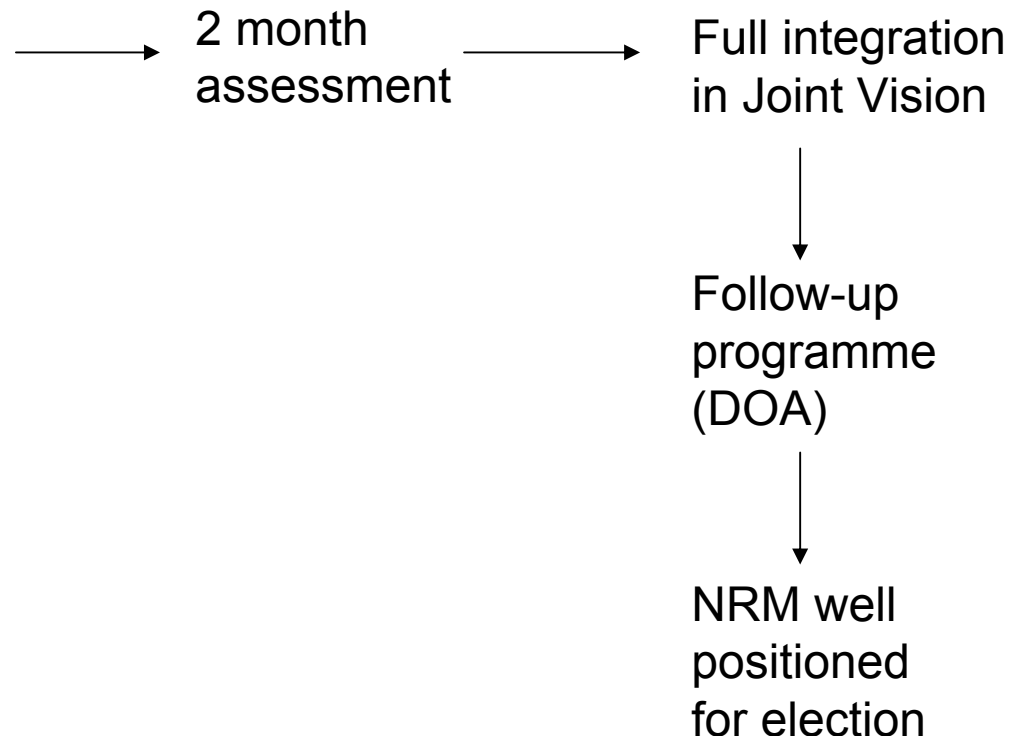 2 month
assessment
Full integration
in Joint Vision
Follow-up
programme
(DOA)
NRM well
positioned
for election